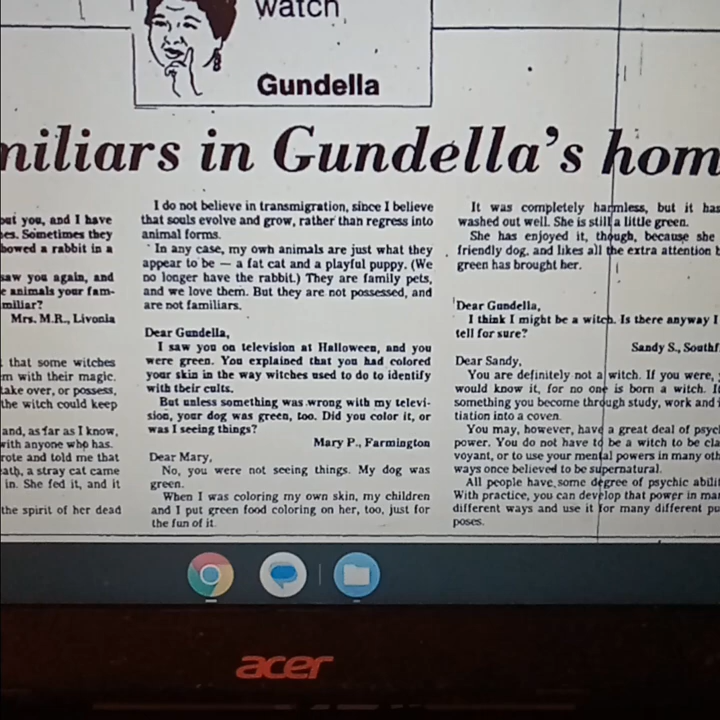 watch
Gundella
miliars in Gundella's hom
out you, and I have
es. Sometimes they
howed a rabbit in a
saw you again, and
e animals your fam-
miliar?
Mrs. M.R., Livonia
that some witches
m with their magic.
take over, or possess,
the witch could keep
and, as far as I know,
with anyone who has.
rote and told me that
eath, a stray cat came
in. She fed it, and it
the spirit of her dead
I do not believe in transmigration, since I believe
that souls evolve and grow, rather than regress into
animal forms.
In any case, my own animals are just what they
appear to be — a fat cat and a playful puppy. (We
no longer have the rabbit.) They are family pets,
and we love them. But they are not possessed, and
are not familiars.
Dear Gundella,
I saw you on television at Halloween, and you
were green. You explained that you had colored
your skin in the way witches used to do to identify
with their cults.
But unless something was wrong with my televi-
sion, your dog was green, too. Did you color it, or
was I seeing things?
Mary P., Farmington
Dear Mary,
No, you were not seeing things. My dog was
green.
When I was coloring my own skin, my children
and I put green food coloring on her, too, just for
the fun of it.
It was completely harmless, but it has
washed out well. She is still a little green.
She has enjoyed it, though, because she
friendly dog, and likes all the extra attention b
green has brought her.
Dear Gundella,
I think I might be a witch. Is there anyway I
tell for sure?
Sandy S., Southf
Dear Sandy,
You are definitely not a witch. If you were, y
would know it, for no one is born a witch. It
something you become through study, work and i
tiation into a coven.
You may, however, have a great deal of psych
power. You do not have to be a witch to be cla
voyant, or to use your mental powers in many oth
ways once believed to be supernatural.
All people have some degree of psychic abilit
With practice, you can develop that power in man
different ways and use it for many different pu
poses.
acer